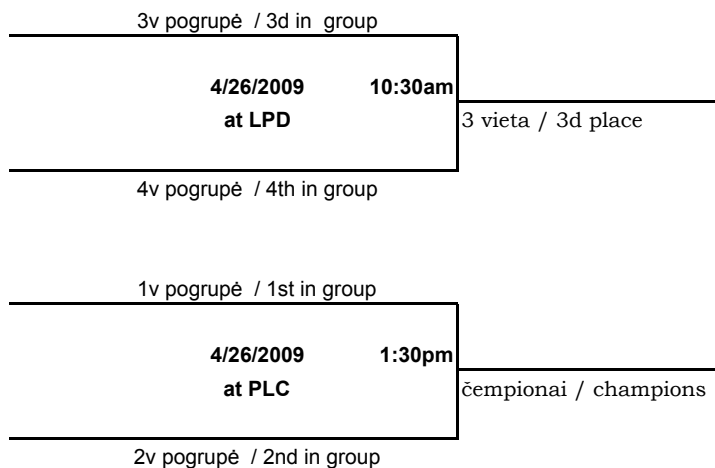 3v pogrupė / 3d in group
4/26/2009 10:30am
at LPD
3 vieta / 3d place
4v pogrupė / 4th in group
1v pogrupė / 1st in group
4/26/2009 1:30pm
at PLC
čempionai / champions
2v pogrupė / 2nd in group